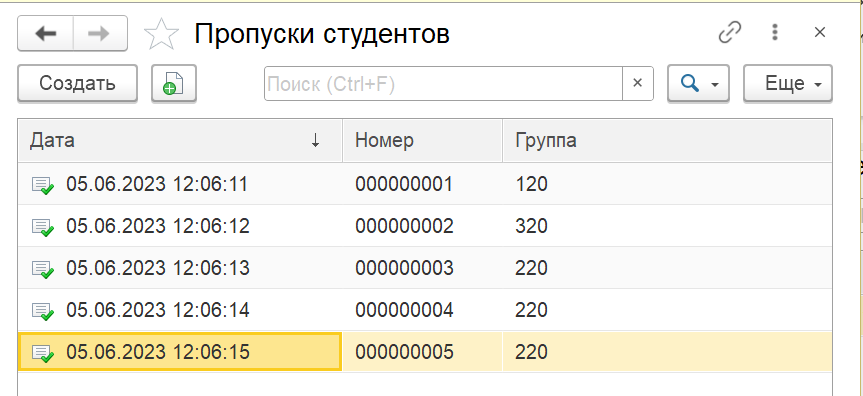 Пропуски студентов
Создать Поиск (Ctrl+F) × Еще
Дата ↓ Номер Группа
05.06.2023 12:06:11 000000001 120
05.06.2023 12:06:12 000000002 320
05.06.2023 12:06:13 000000003 220
05.06.2023 12:06:14 000000004 220
05.06.2023 12:06:15 000000005 220